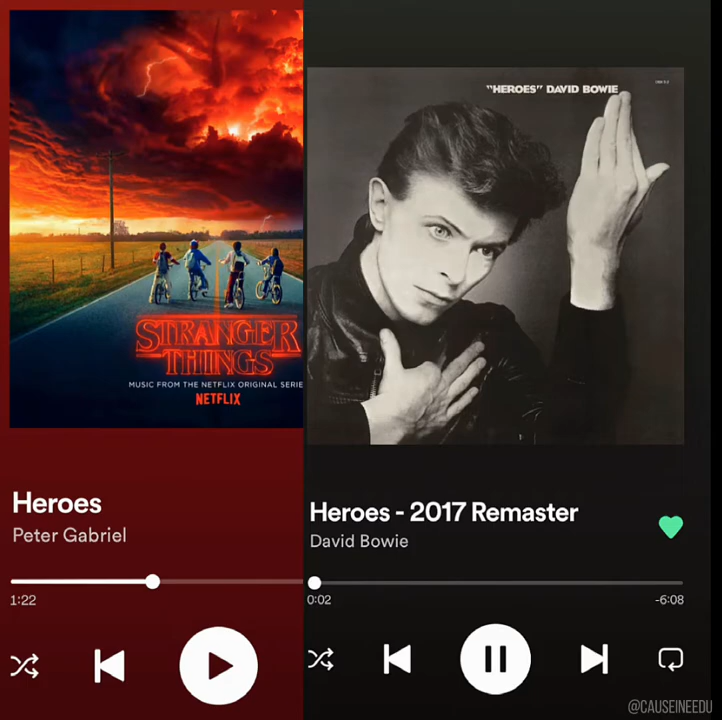 STRANGER
THINGS
MUSIC FROM THE NETFLIX ORIGINAL SERIE
NETFLIX
Heroes
Peter Gabriel
1:22
"HEROES" DAVID BOWIE
Heroes - 2017 Remaster
David Bowie
0:02
-6:08
@CAUSEINEEDU